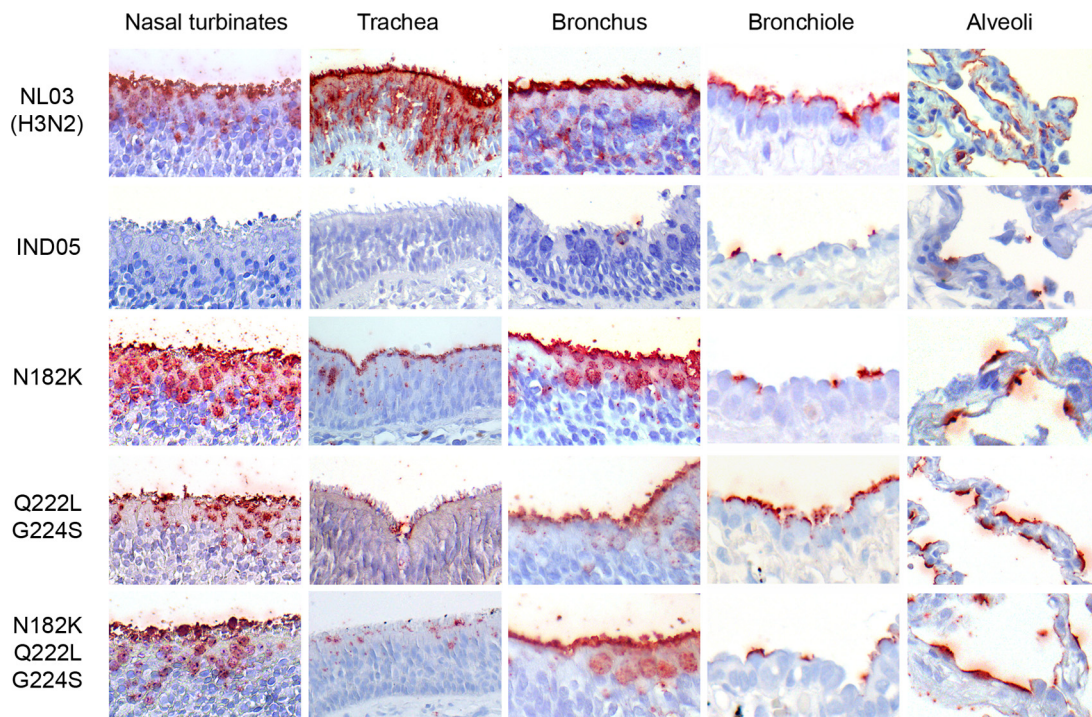 Nasal turbinates Trachea Bronchus Bronchiole Alveoli
NL03
(H3N2)
IND05
N182K
Q222L
G224S
N182K
Q222L
G224S